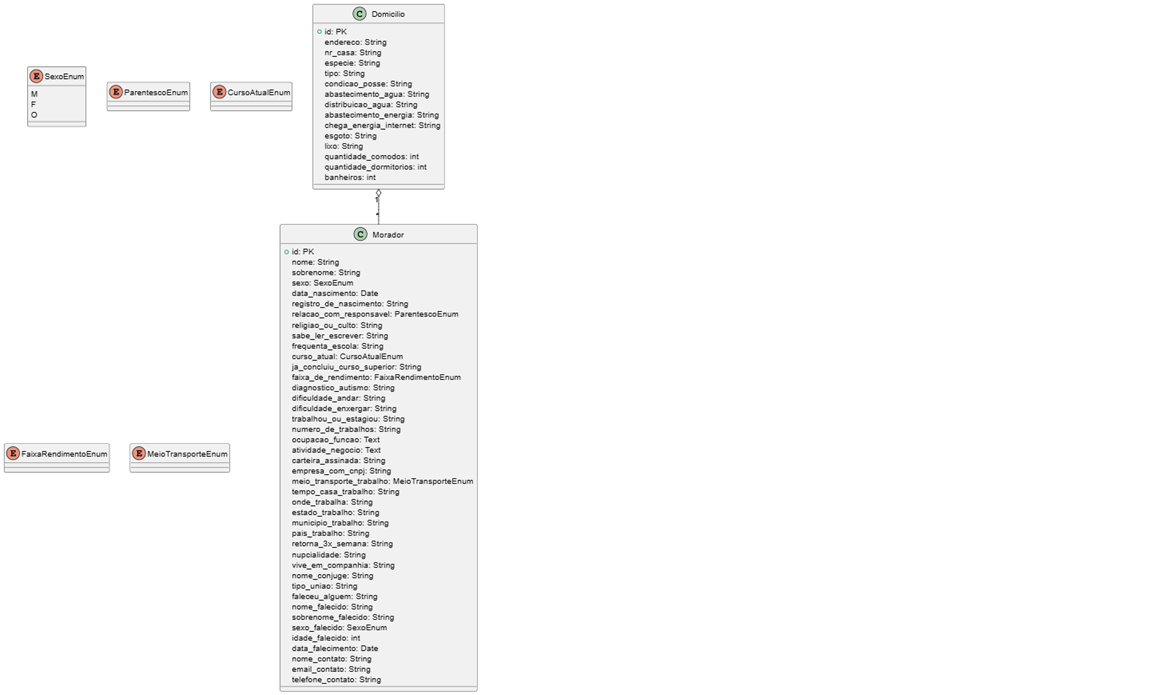 C Domicilio
id: PK
endereco: String
nr_casa: String
especie: String
tipo: String
condicao_posse: String
abastecimento_agua: String
distribuicao_agua: String
abastecimento_energia: String
chega_energia_internet: String
esgoto: String
lixo: String
quantidade_comodos: int
quantidade_dormitorios: int
banheiros: int
E SexoEnum
M
F
O
E ParentescoEnum
E CursoAtualEnum
1
*
C Morador
id: PK
nome: String
sobrenome: String
sexo: SexoEnum
data_nascimento: Date
registro_de_nascimento: String
relacao_com_responsavel: ParentescoEnum
religiao_ou_culto: String
sabe_ler_escrever: String
frequenta_escola: String
curso_atual: CursoAtualEnum
ja_concluiu_curso_superior: String
faixa_de_rendimento: FaixaRendimentoEnum
diagnostico_autismo: String
dificuldade_andar: String
dificuldade_enxergar: String
trabalhou_ou_estagiou: String
numero_de_trabalhos: String
ocupacao_funcao: Text
atividade_negocio: Text
carteira_assinada: String
empresa_com_cnpj: String
meio_transporte_trabalho: MeioTransporteEnum
tempo_casa_trabalho: String
onde_trabalha: String
estado_trabalho: String
municipio_trabalho: String
pais_trabalho: String
retorna_3x_semana: String
nupcialidade: String
vive_em_companhia: String
nome_conjuge: String
tipo_uniao: String
faleceu_alguem: String
nome_falecido: String
sobrenome_falecido: String
sexo_falecido: SexoEnum
idade_falecido: int
data_falecimento: Date
nome_contato: String
email_contato: String
telefone_contato: String
E FaixaRendimentoEnum
E MeioTransporteEnum